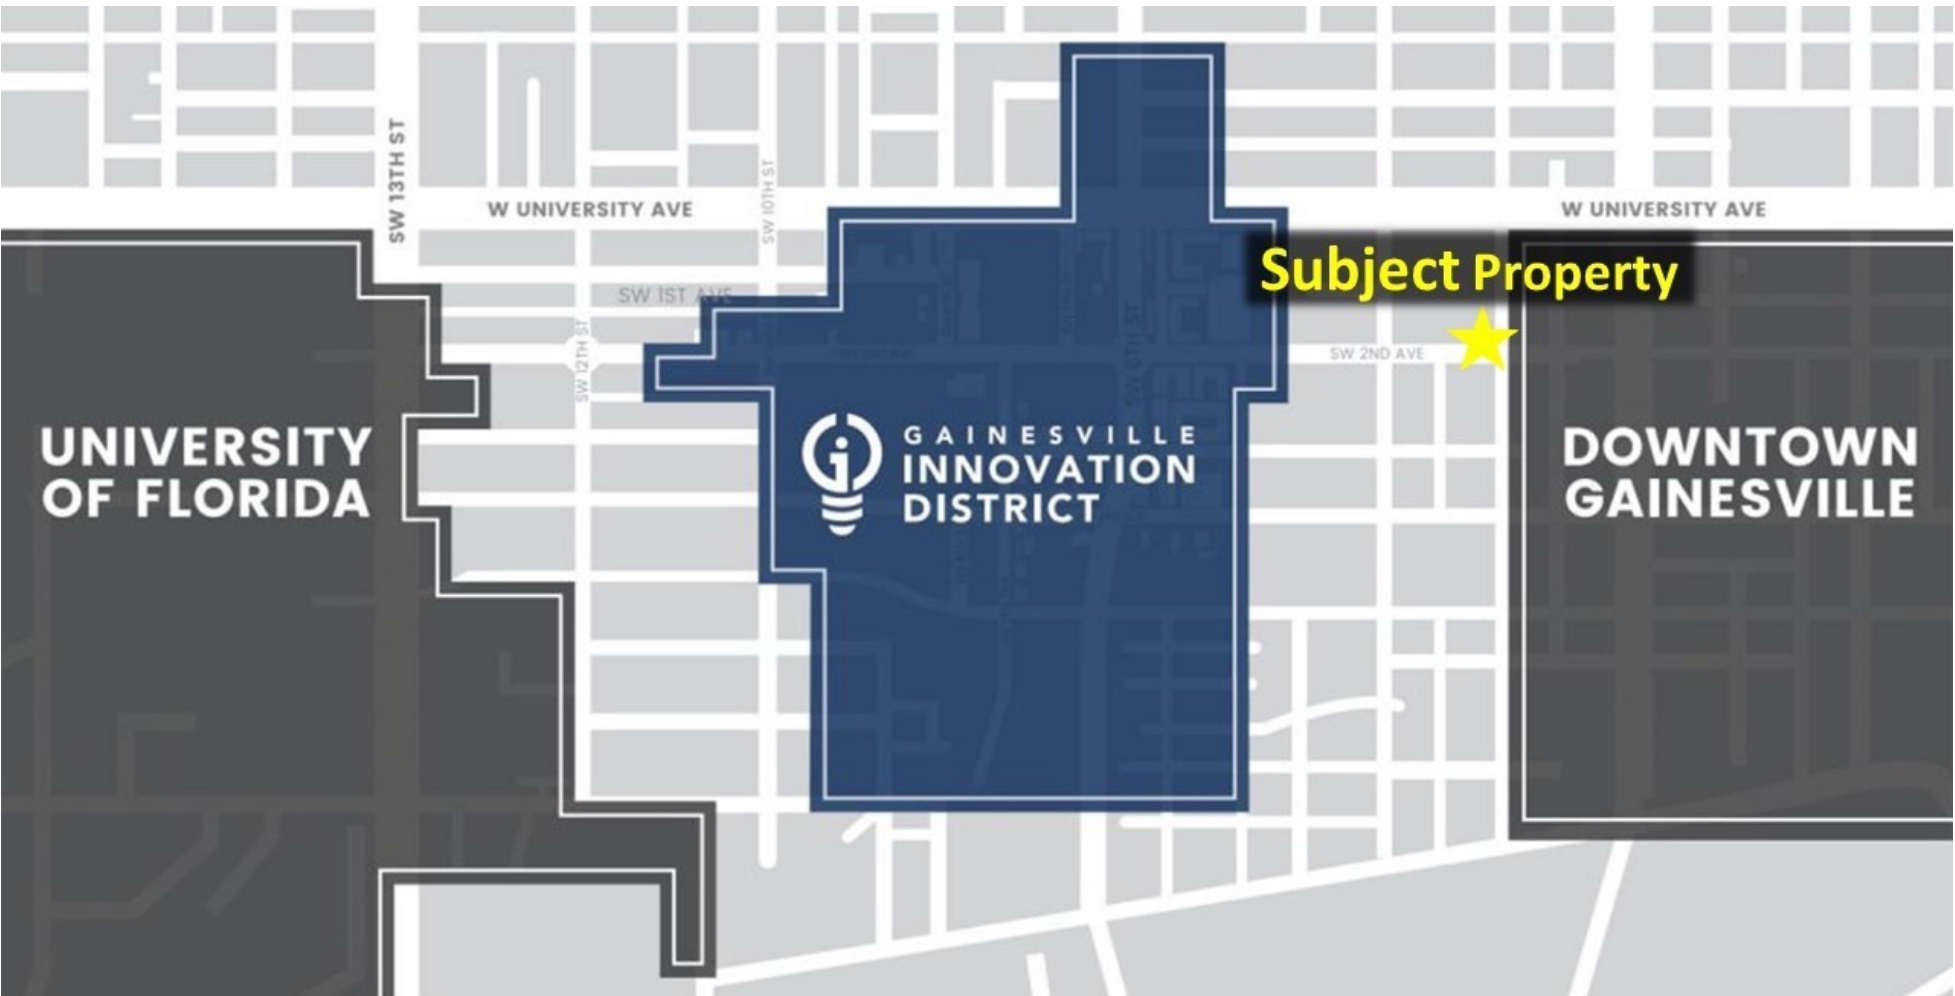 SW 13TH ST
W UNIVERSITY AVE
SW 10TH ST
W UNIVERSITY AVE
Subject Property
SW 1ST AVE
SW 12TH ST
SW 6TH ST
SW 2ND AVE
UNIVERSITY
OF FLORIDA
GAINESVILLE
INNOVATION
DISTRICT
DOWNTOWN
GAINESVILLE